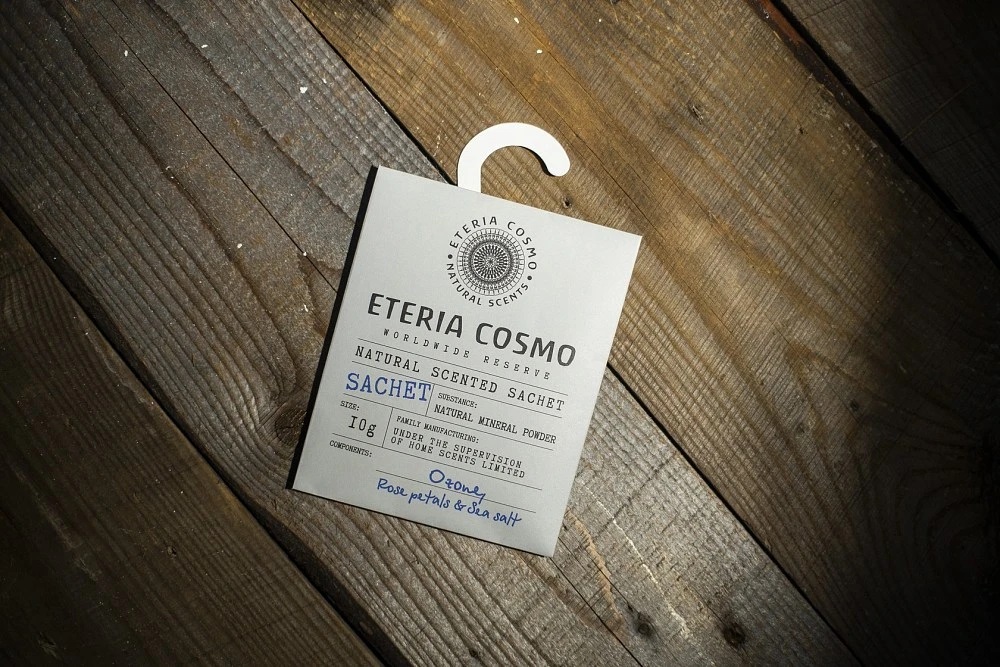 ETERIA COSMO
NATURAL SCENTS
ETERIA COSMO
WORLDWIDE RESERVE
NATURAL SCENTED SACHET
SACHET
SUBSTANCE:
NATURAL MINERAL POWDER
SIZE:
10g
FAMILY MANUFACTURING:
UNDER THE SUPERVISION
OF HOME SCENTS LIMITED
COMPONENTS:
Ozone,
Rose petals & Sea salt